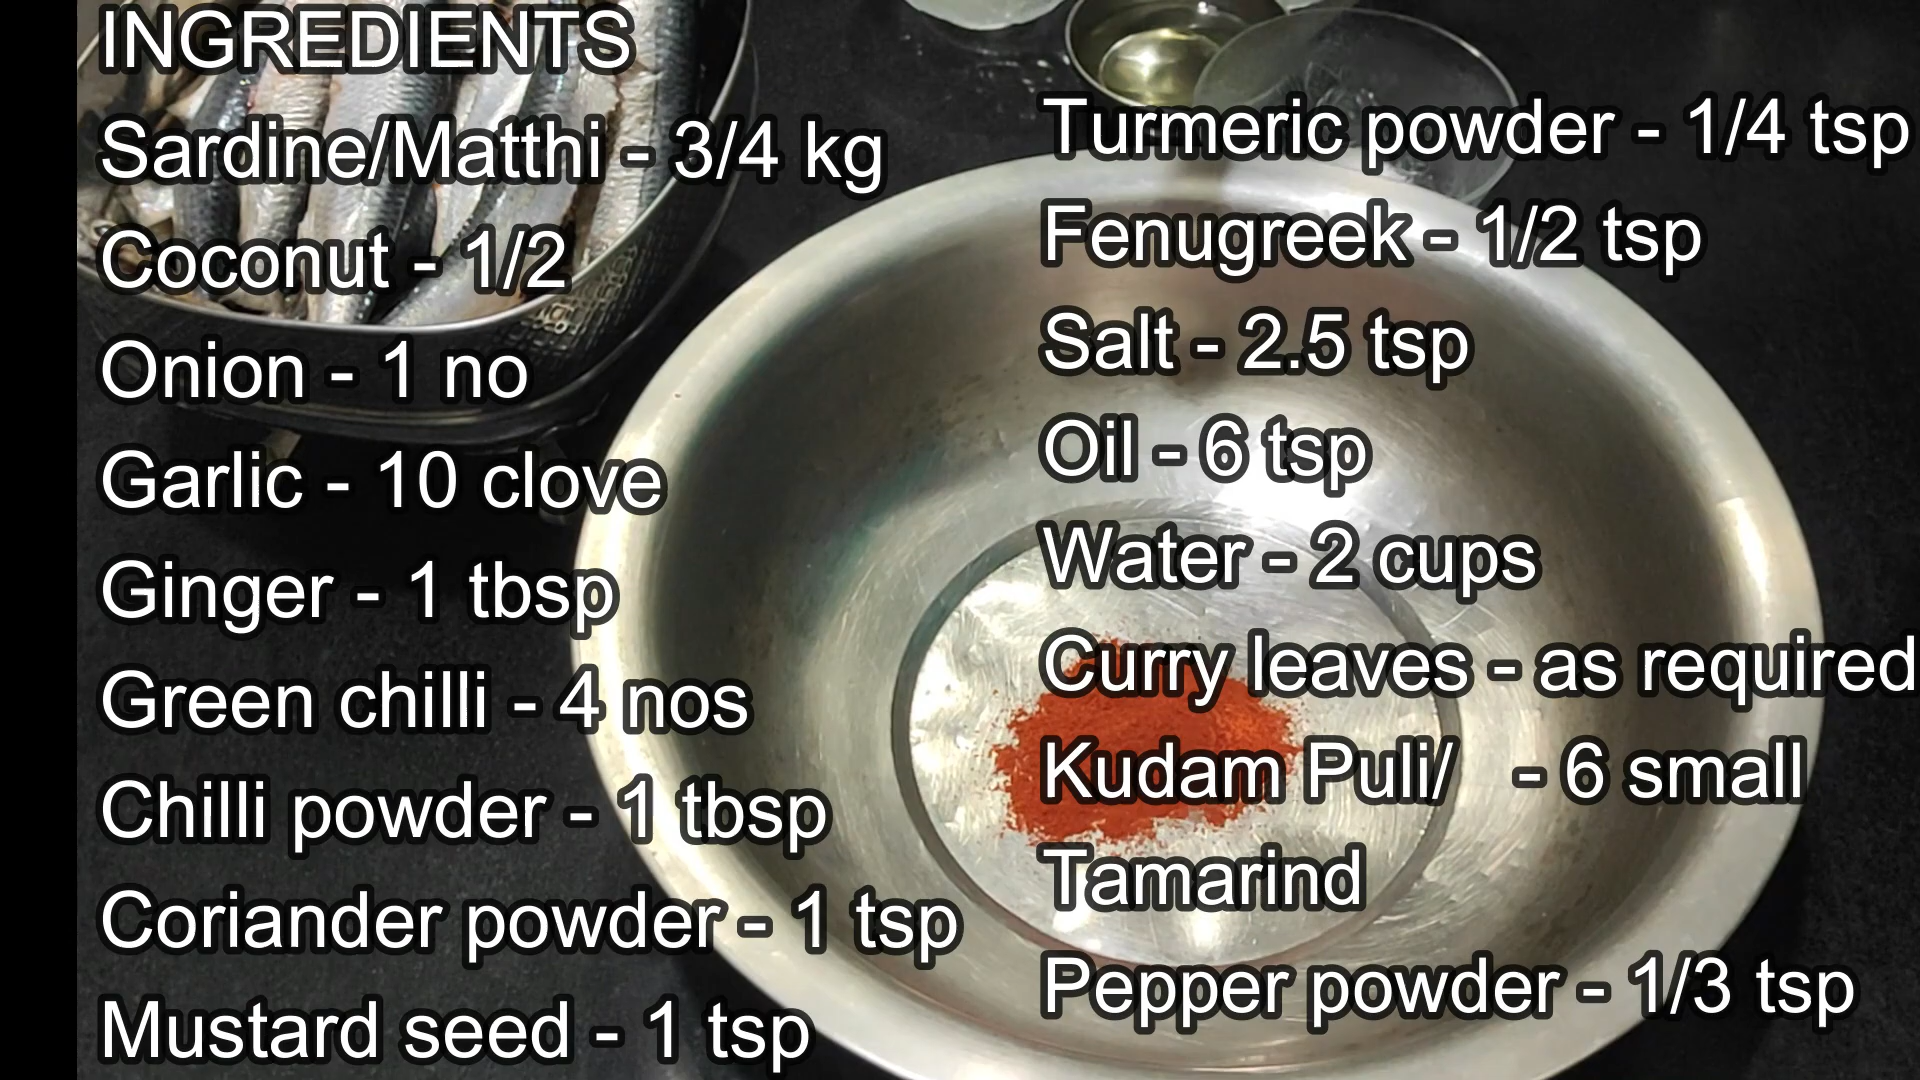 INGREDIENTS
Sardine/Matthi - 3/4 kg
Coconut - 1/2
Onion - 1 no
Garlic - 10 clove
Ginger - 1 tbsp
Green chilli - 4 nos
Chilli powder - 1 tbsp
Coriander powder - 1 tsp
Mustard seed - 1 tsp
Turmeric powder - 1/4 tsp
Fenugreek - 1/2 tsp
Salt - 2.5 tsp
Oil - 6 tsp
Water - 2 cups
Curry leaves - as required
Kudam Puli/ - 6 small
Tamarind
Pepper powder - 1/3 tsp